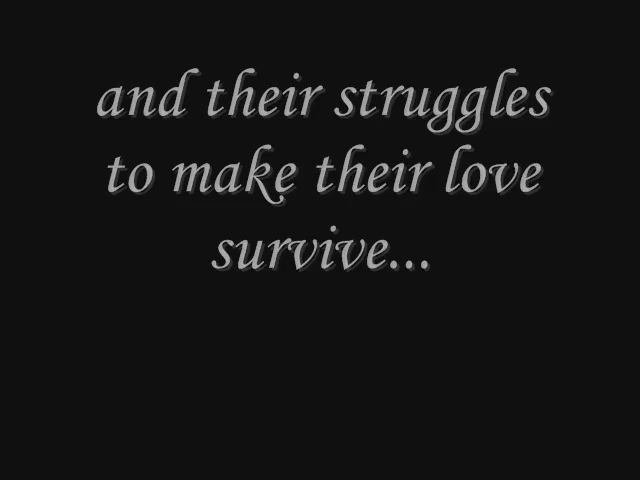 and their struggles
to make their love
survive...